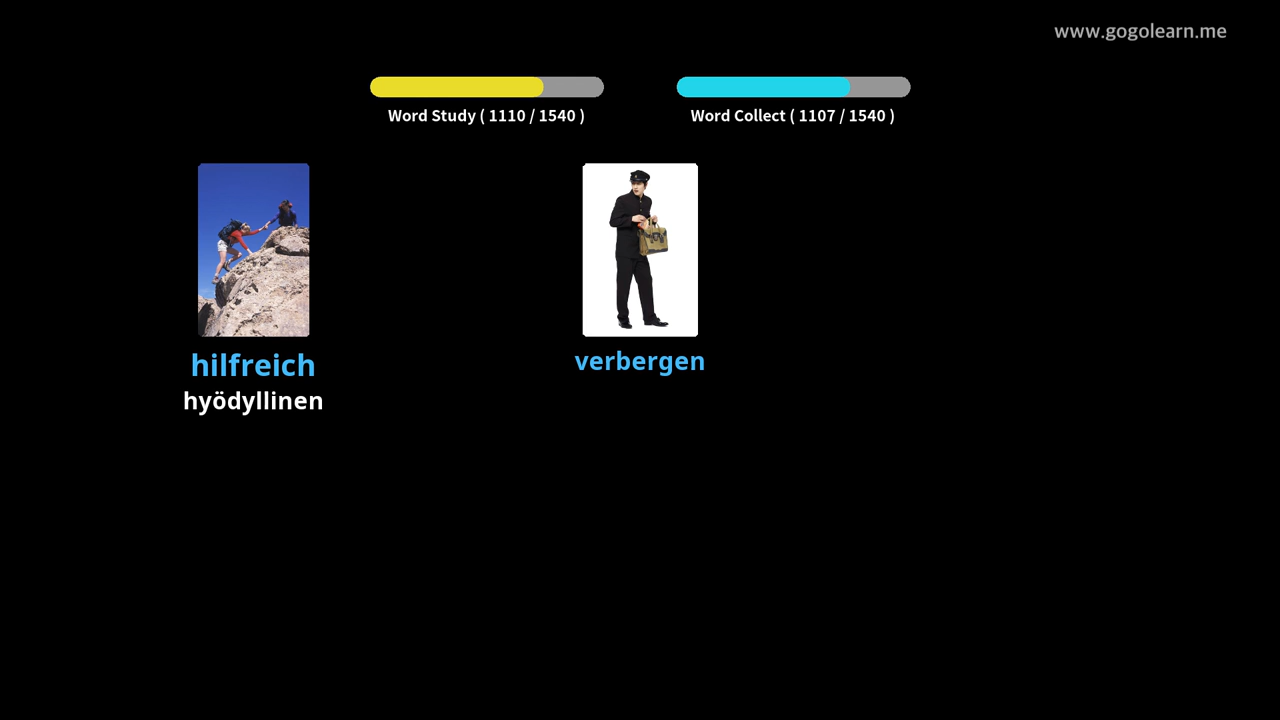 www.gogolearn.me
Word Study ( 1110 / 1540 )
Word Collect ( 1107 / 1540 )
hilfreich
hyödyllinen
verbergen